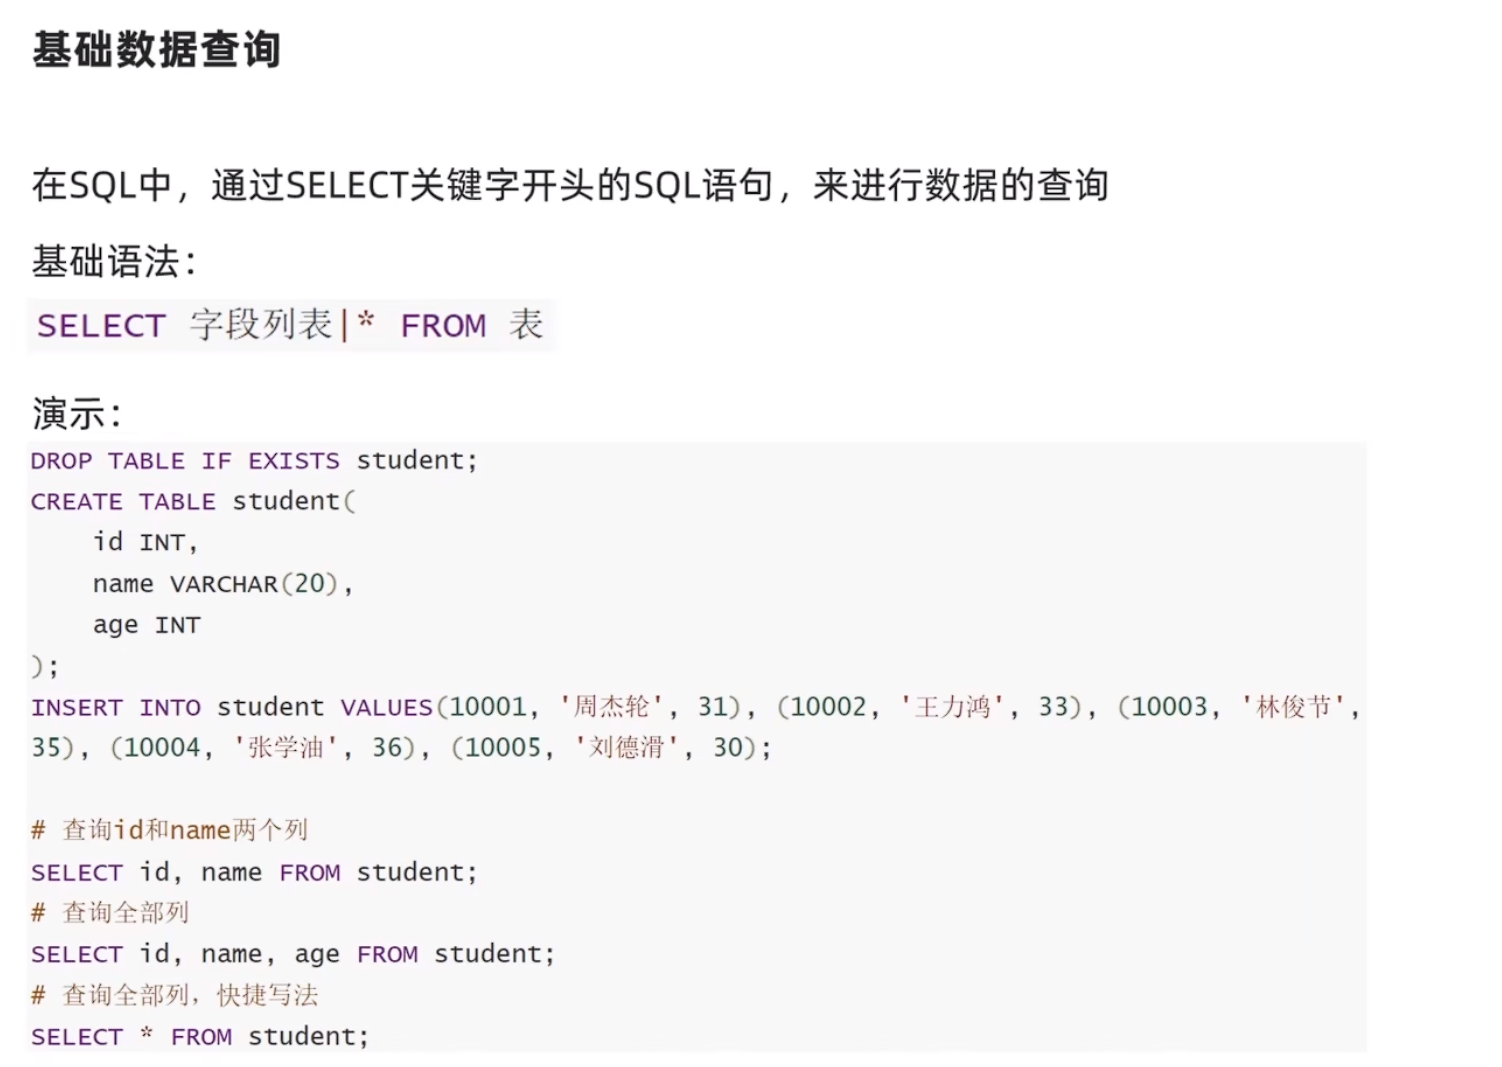 基础数据查询
在SQL中，通过SELECT关键字开头的SQL语句，来进行数据的查询
基础语法：
SELECT 字段列表|* FROM 表
演示：
DROP TABLE IF EXISTS student;
CREATE TABLE student(
    id INT,
    name VARCHAR(20),
    age INT
);
INSERT INTO student VALUES(10001, '周杰轮', 31), (10002, '王力鸿', 33), (10003, '林俊节',
35), (10004, '张学油', 36), (10005, '刘德滑', 30);
# 查询id和name两个列
SELECT id, name FROM student;
# 查询全部列
SELECT id, name, age FROM student;
# 查询全部列，快捷写法
SELECT * FROM student;